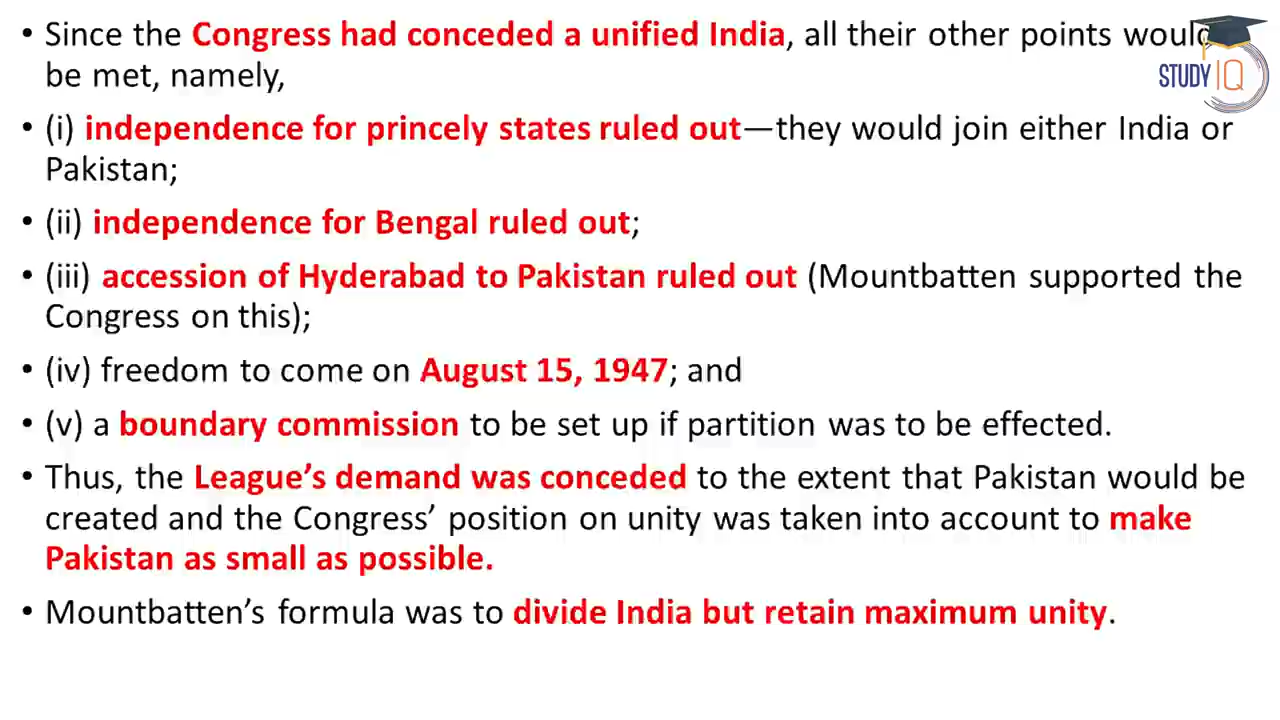 • Since the Congress had conceded a unified India, all their other points would
be met, namely,
• (i) independence for princely states ruled out—they would join either India or
Pakistan;
• (ii) independence for Bengal ruled out;
• (iii) accession of Hyderabad to Pakistan ruled out (Mountbatten supported the
Congress on this);
• (iv) freedom to come on August 15, 1947; and
• (v) a boundary commission to be set up if partition was to be effected.
• Thus, the League’s demand was conceded to the extent that Pakistan would be
created and the Congress’ position on unity was taken into account to make
Pakistan as small as possible.
• Mountbatten’s formula was to divide India but retain maximum unity.
STUDY IQ